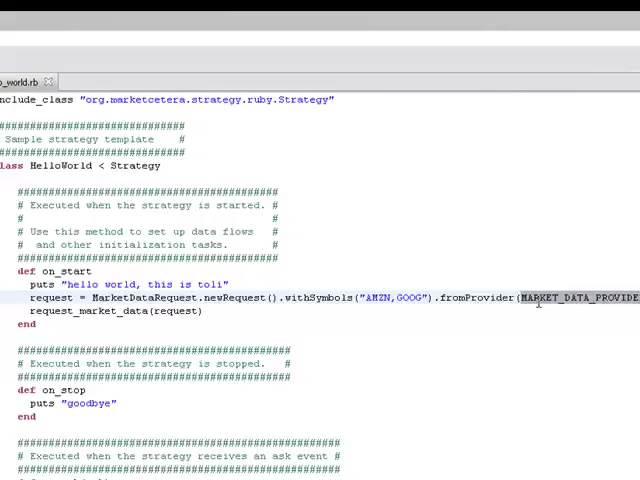 o_world.rb
nclude_class "org.marketcetera.strategy.ruby.Strategy"
##############################
Sample strategy template    #
##############################
lass HelloWorld < Strategy
##########################################
# Executed when the strategy is started. #
#                                        #
# Use this method to set up data flows   #
#  and other initialization tasks.       #
##########################################
def on_start
puts "hello world, this is toli"
request = MarketDataRequest.newRequest().withSymbols("AMZN,GOOG").fromProvider(MARKET_DATA_PROVIDE
request_market_data(request)
end
############################################
# Executed when the strategy is stopped.   #
############################################
def on_stop
puts "goodbye"
end
####################################################
# Executed when the strategy receives an ask event #
####################################################